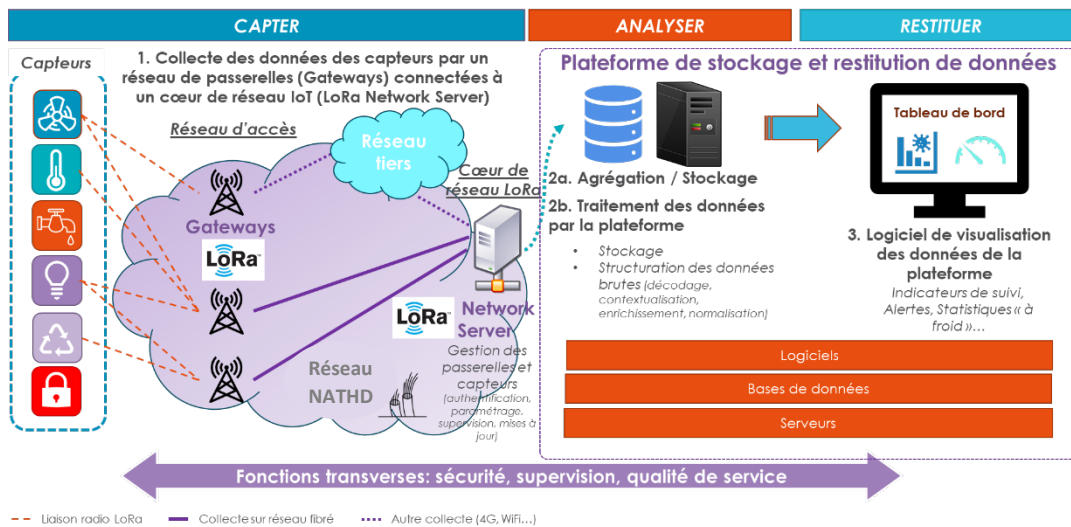 CAPTER
ANALYSER
RESTITUER
Capteurs
1. Collecte des données des capteurs par un
réseau de passerelles (Gateways) connectées à
un cœur de réseau IoT (LoRa Network Server)
Réseau d'accès
Réseau
tiers
Cœur de
réseau LoRa
Gateways
LoRa™
LoRa™
Network
Server
Gestion des
passerelles et
capteurs
(authentification,
paramétrage,
supervision, mises à
jour)
Réseau
NATHD
Plateforme de stockage et restitution de données
2a. Agrégation / Stockage
2b. Traitement des données
par la plateforme
• Stockage
• Structuration des données
brutes (décodage,
contextualisation,
enrichissement, normalisation)
Tableau de bord
3. Logiciel de visualisation
des données de la
plateforme
Indicateurs de suivi,
Alertes, Statistiques « à
froid »…
Logiciels
Bases de données
Serveurs
Fonctions transverses: sécurité, supervision, qualité de service
Liaison radio LoRa
Collecte sur réseau fibré
Autre collecte (4G, WiFi…)